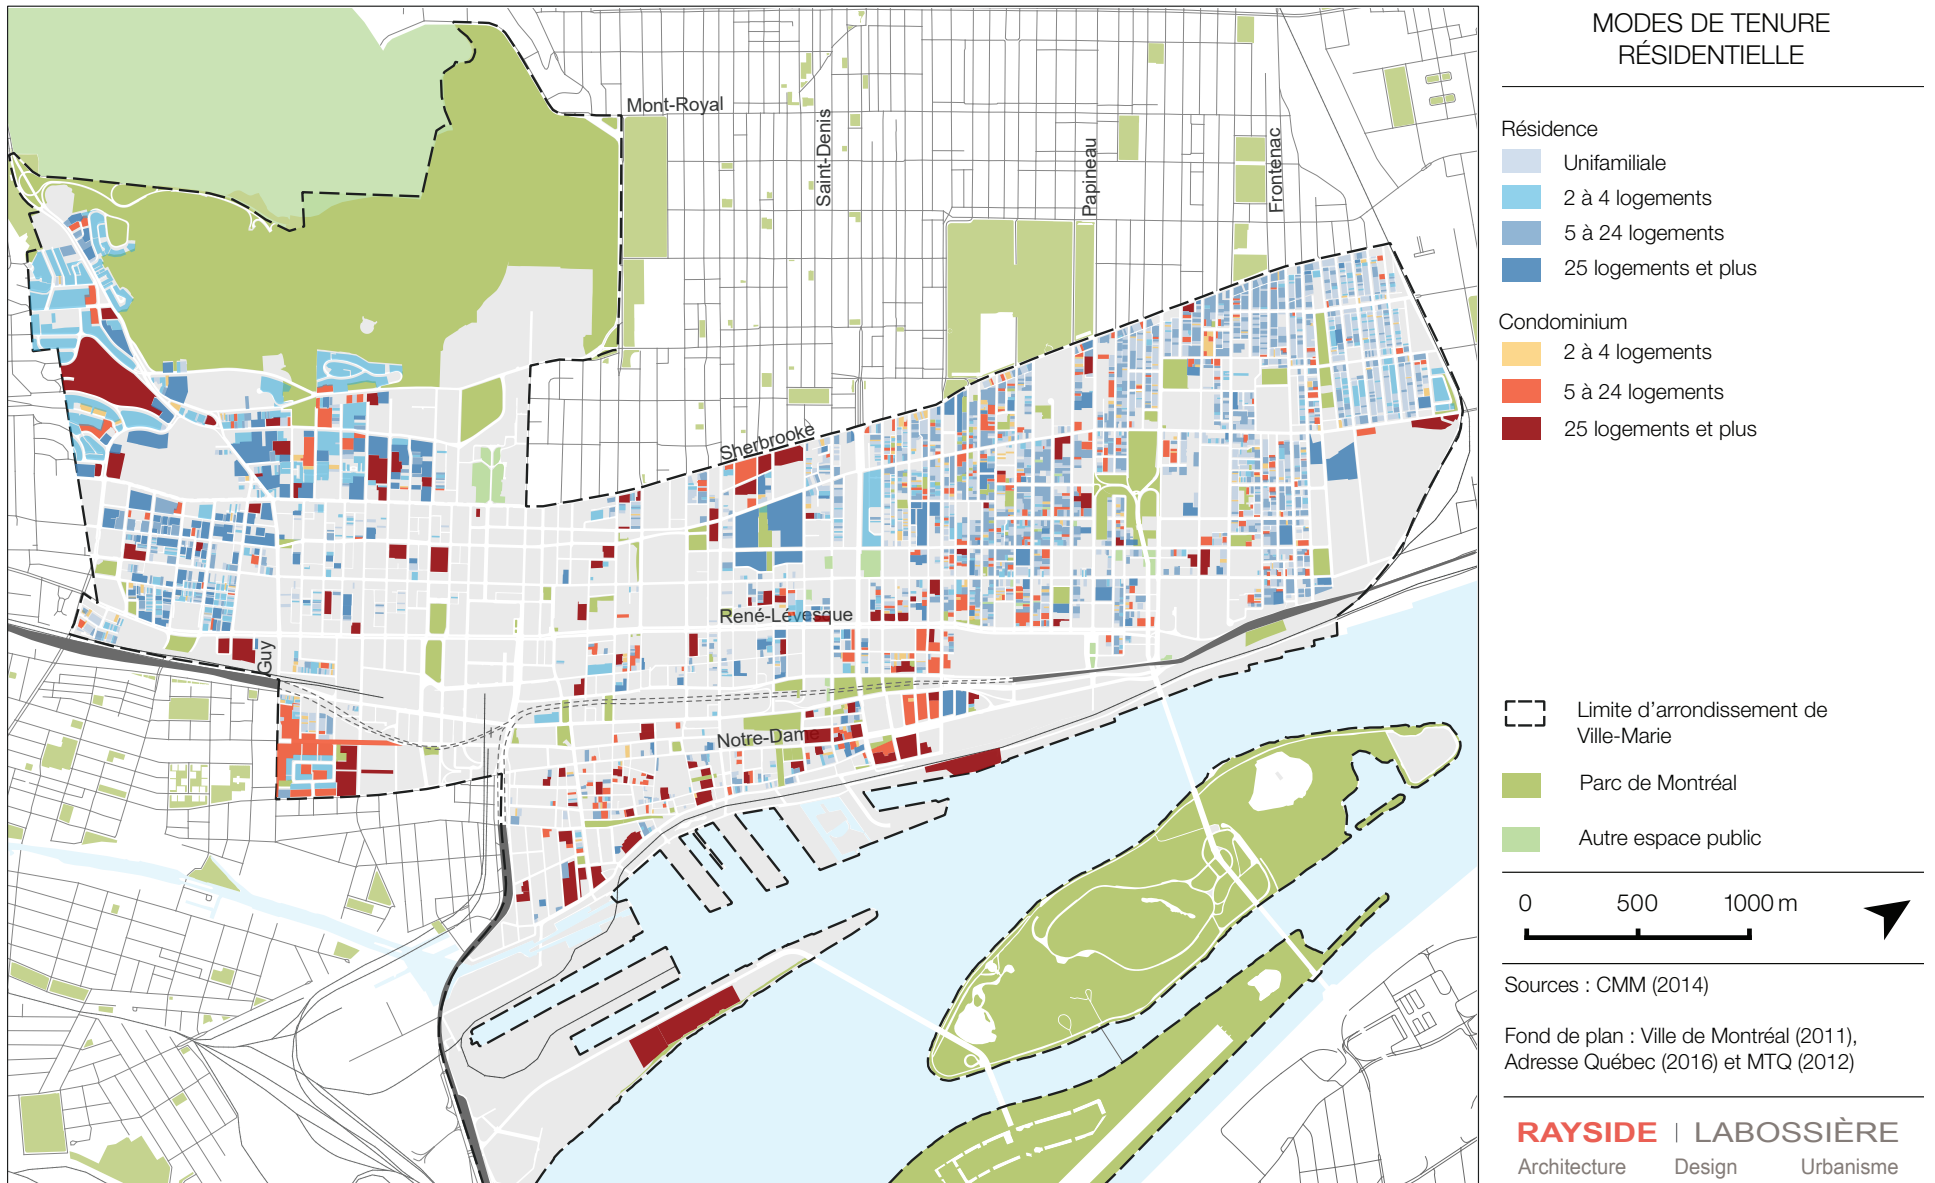 Mont-Royal
Saint-Denis
Papineau
Frontenac
Sherbrooke
René-Lévesque
Guy
Notre-Dame
MODES DE TENURE
RÉSIDENTIELLE
Résidence
Unifamiliale
2 à 4 logements
5 à 24 logements
25 logements et plus
Condominium
2 à 4 logements
5 à 24 logements
25 logements et plus
Limite d'arrondissement de
Ville-Marie
Parc de Montréal
Autre espace public
0 500 1000 m
Sources : CMM (2014)
Fond de plan : Ville de Montréal (2011),
Adresse Québec (2016) et MTQ (2012)
RAYSIDE | LABOSSIÈRE
Architecture Design Urbanisme